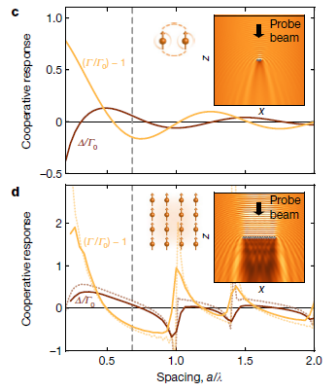 c
1.0
0.5
0
-0.5
Cooperative response
(Γ/Γ₀) – 1
Δ/Γ₀
Probe
beam
z
x
d
2
1
0
-1
Cooperative response
(Γ/Γ₀) – 1
Δ/Γ₀
Probe
beam
z
x
0.5
1.0
1.5
2.0
Spacing, a/λ